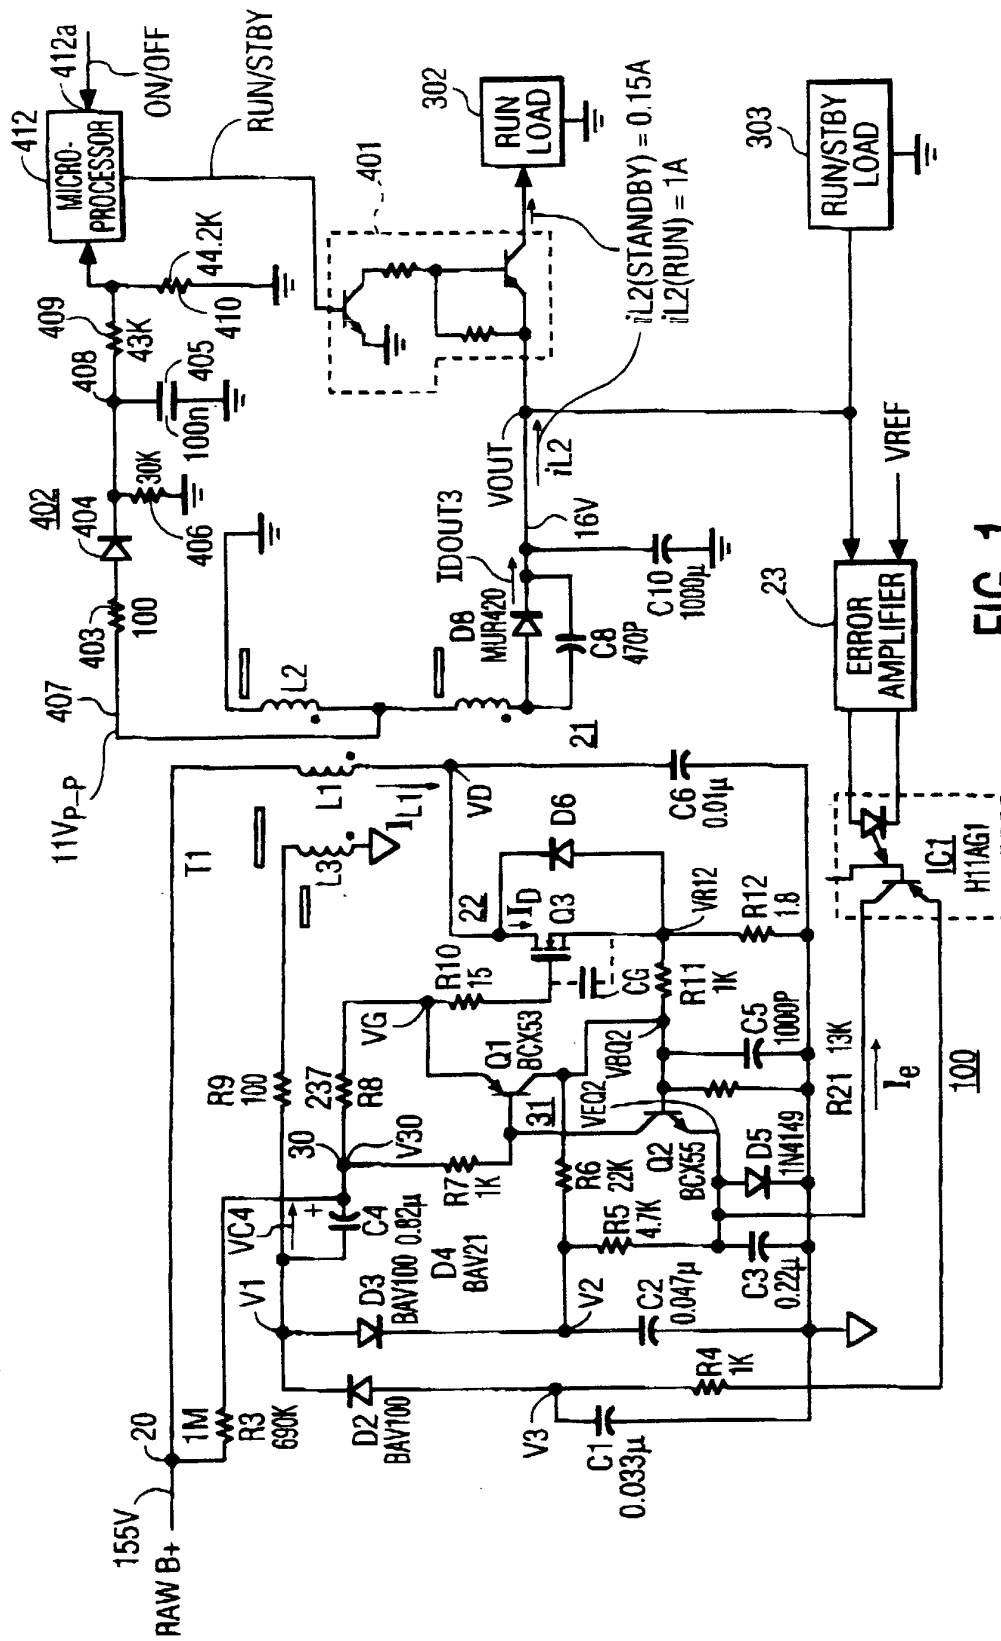 RAW B+
155V
20
1M
R3
690K
T1
11Vp-p
407
403
100
402
404
30K
406
408
100n
405
409
43K
44.2K
410
412
MICRO-
PROCESSOR
412a
ON/OFF
RUN/STBY
401
302
RUN
LOAD
iL2(STANDBY) = 0.15A
iL2(RUN) = 1A
303
RUN/STBY
LOAD
L2
21
IDOUT3
D8
MUR420
C8
470P
16V
C10
1000µ
VOUT
iL2
23
ERROR
AMPLIFIER
VREF
L1
IL1
L3
VD
C6
0.01µ
V1
VC4
+
C4
0.82µ
30
V30
R9
100
237
R8
VG
R10
15
22
ID
Q3
D6
CG
D2
BAV100
D3
BAV100
D4
BAV21
R7
1K
31
Q1
BCX53
VEQ2
VBQ2
R11
1K
VR12
R12
1.8
V3
C1
0.033µ
R4
1K
V2
C2
0.047µ
R5
4.7K
R6
22K
Q2
BCX55
C3
0.22µ
D5
1N4149
C5
1000P
R21
13K
Ie
100
IC1
H11AG1
FIG. 1